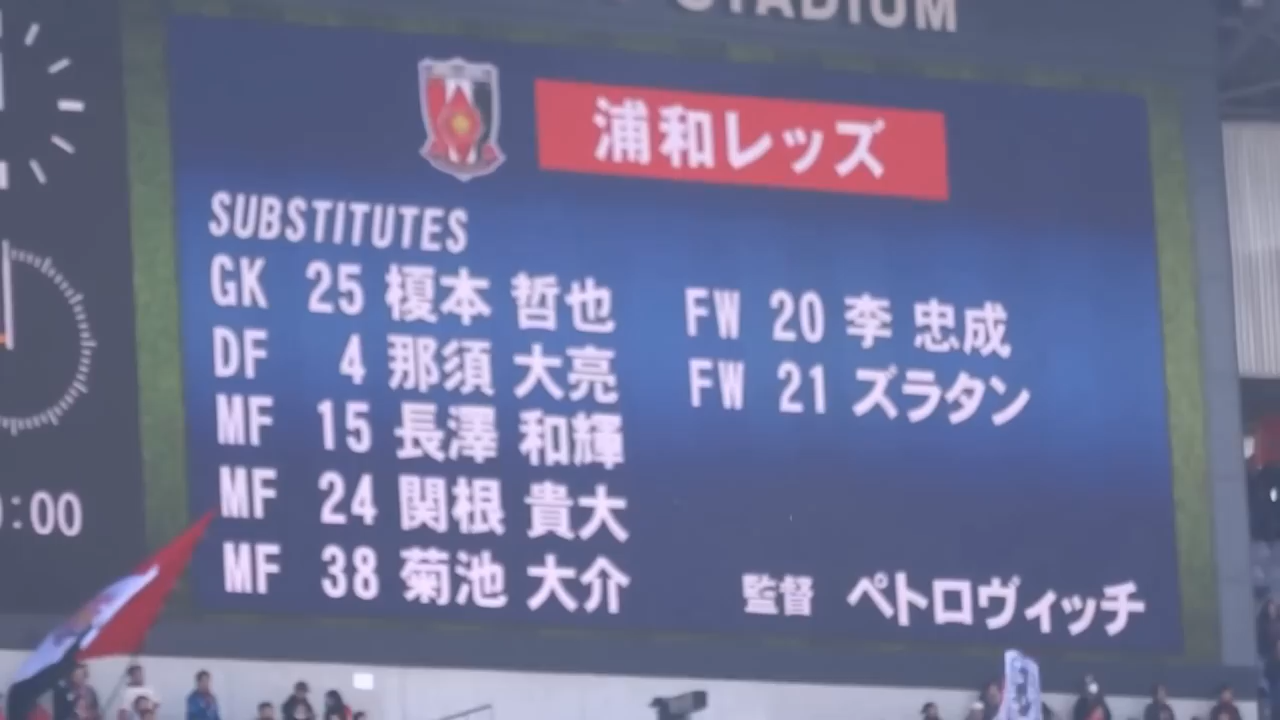 STADIUM
浦和レッズ
SUBSTITUTES
GK 25 榎本 哲也
DF 4 那須 大亮
MF 15 長澤 和輝
MF 24 関根 貴大
MF 38 菊池 大介
FW 20 李 忠成
FW 21 ズラタン
監督 ペトロヴィッチ
:00